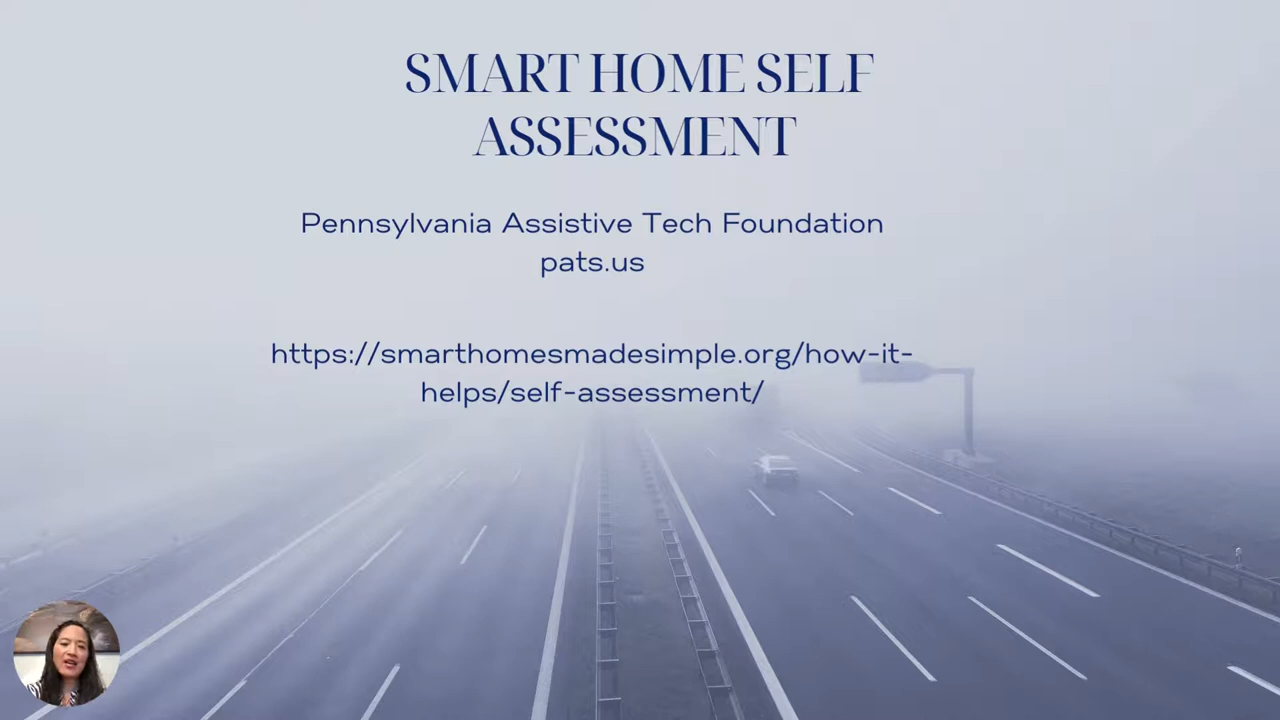 SMART HOME SELF
ASSESSMENT
Pennsylvania Assistive Tech Foundation
pats.us
https://smarthomesmadesimple.org/how-it-
helps/self-assessment/